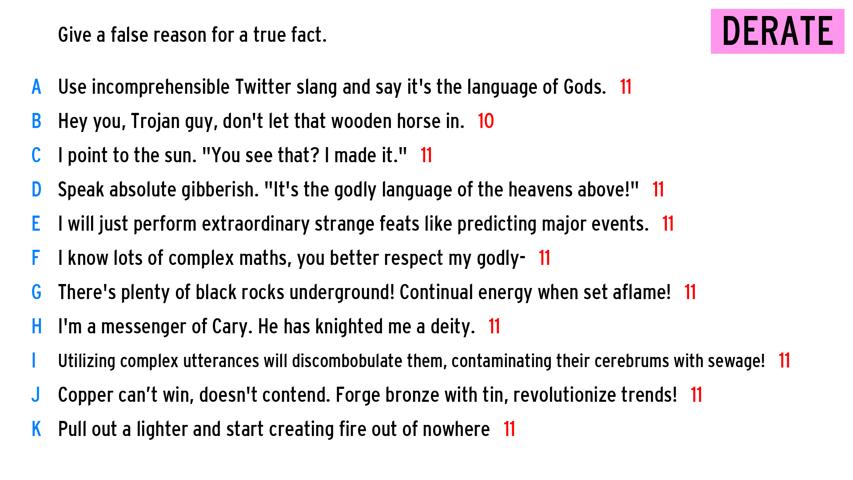 Give a false reason for a true fact.
DERATE
A Use incomprehensible Twitter slang and say it's the language of Gods. 11
B Hey you, Trojan guy, don't let that wooden horse in. 10
C I point to the sun. "You see that? I made it." 11
D Speak absolute gibberish. "It's the godly language of the heavens above!" 11
E I will just perform extraordinary strange feats like predicting major events. 11
F I know lots of complex maths, you better respect my godly- 11
G There's plenty of black rocks underground! Continual energy when set aflame! 11
H I'm a messenger of Cary. He has knighted me a deity. 11
I Utilizing complex utterances will discombobulate them, contaminating their cerebrums with sewage! 11
J Copper can’t win, doesn't contend. Forge bronze with tin, revolutionize trends! 11
K Pull out a lighter and start creating fire out of nowhere 11